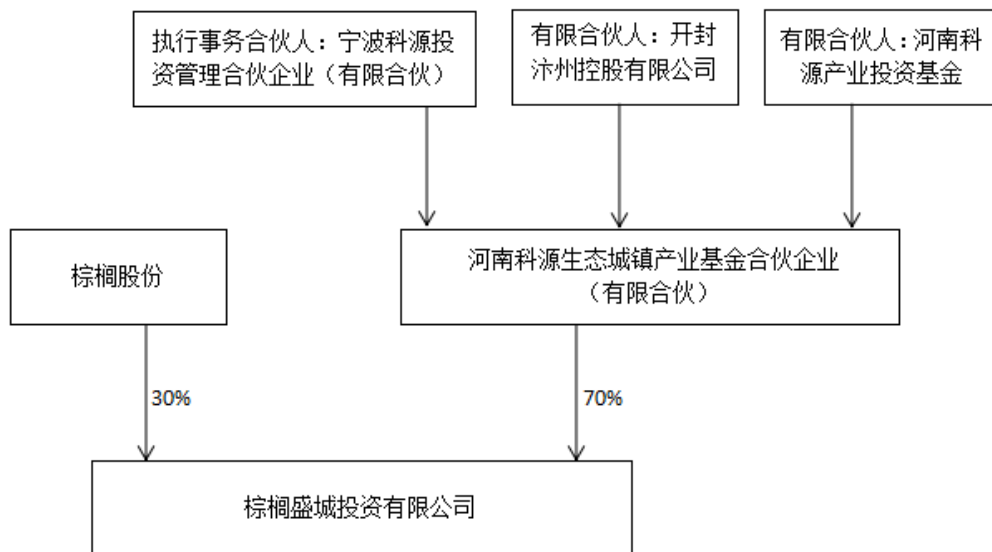 执行事务合伙人：宁波科源投
资管理合伙企业（有限合伙）
有限合伙人：开封
汴州控股有限公司
有限合伙人：河南科
源产业投资基金
棕榈股份
河南科源生态城镇产业基金合伙企业
（有限合伙）
30%
70%
棕榈盛城投资有限公司